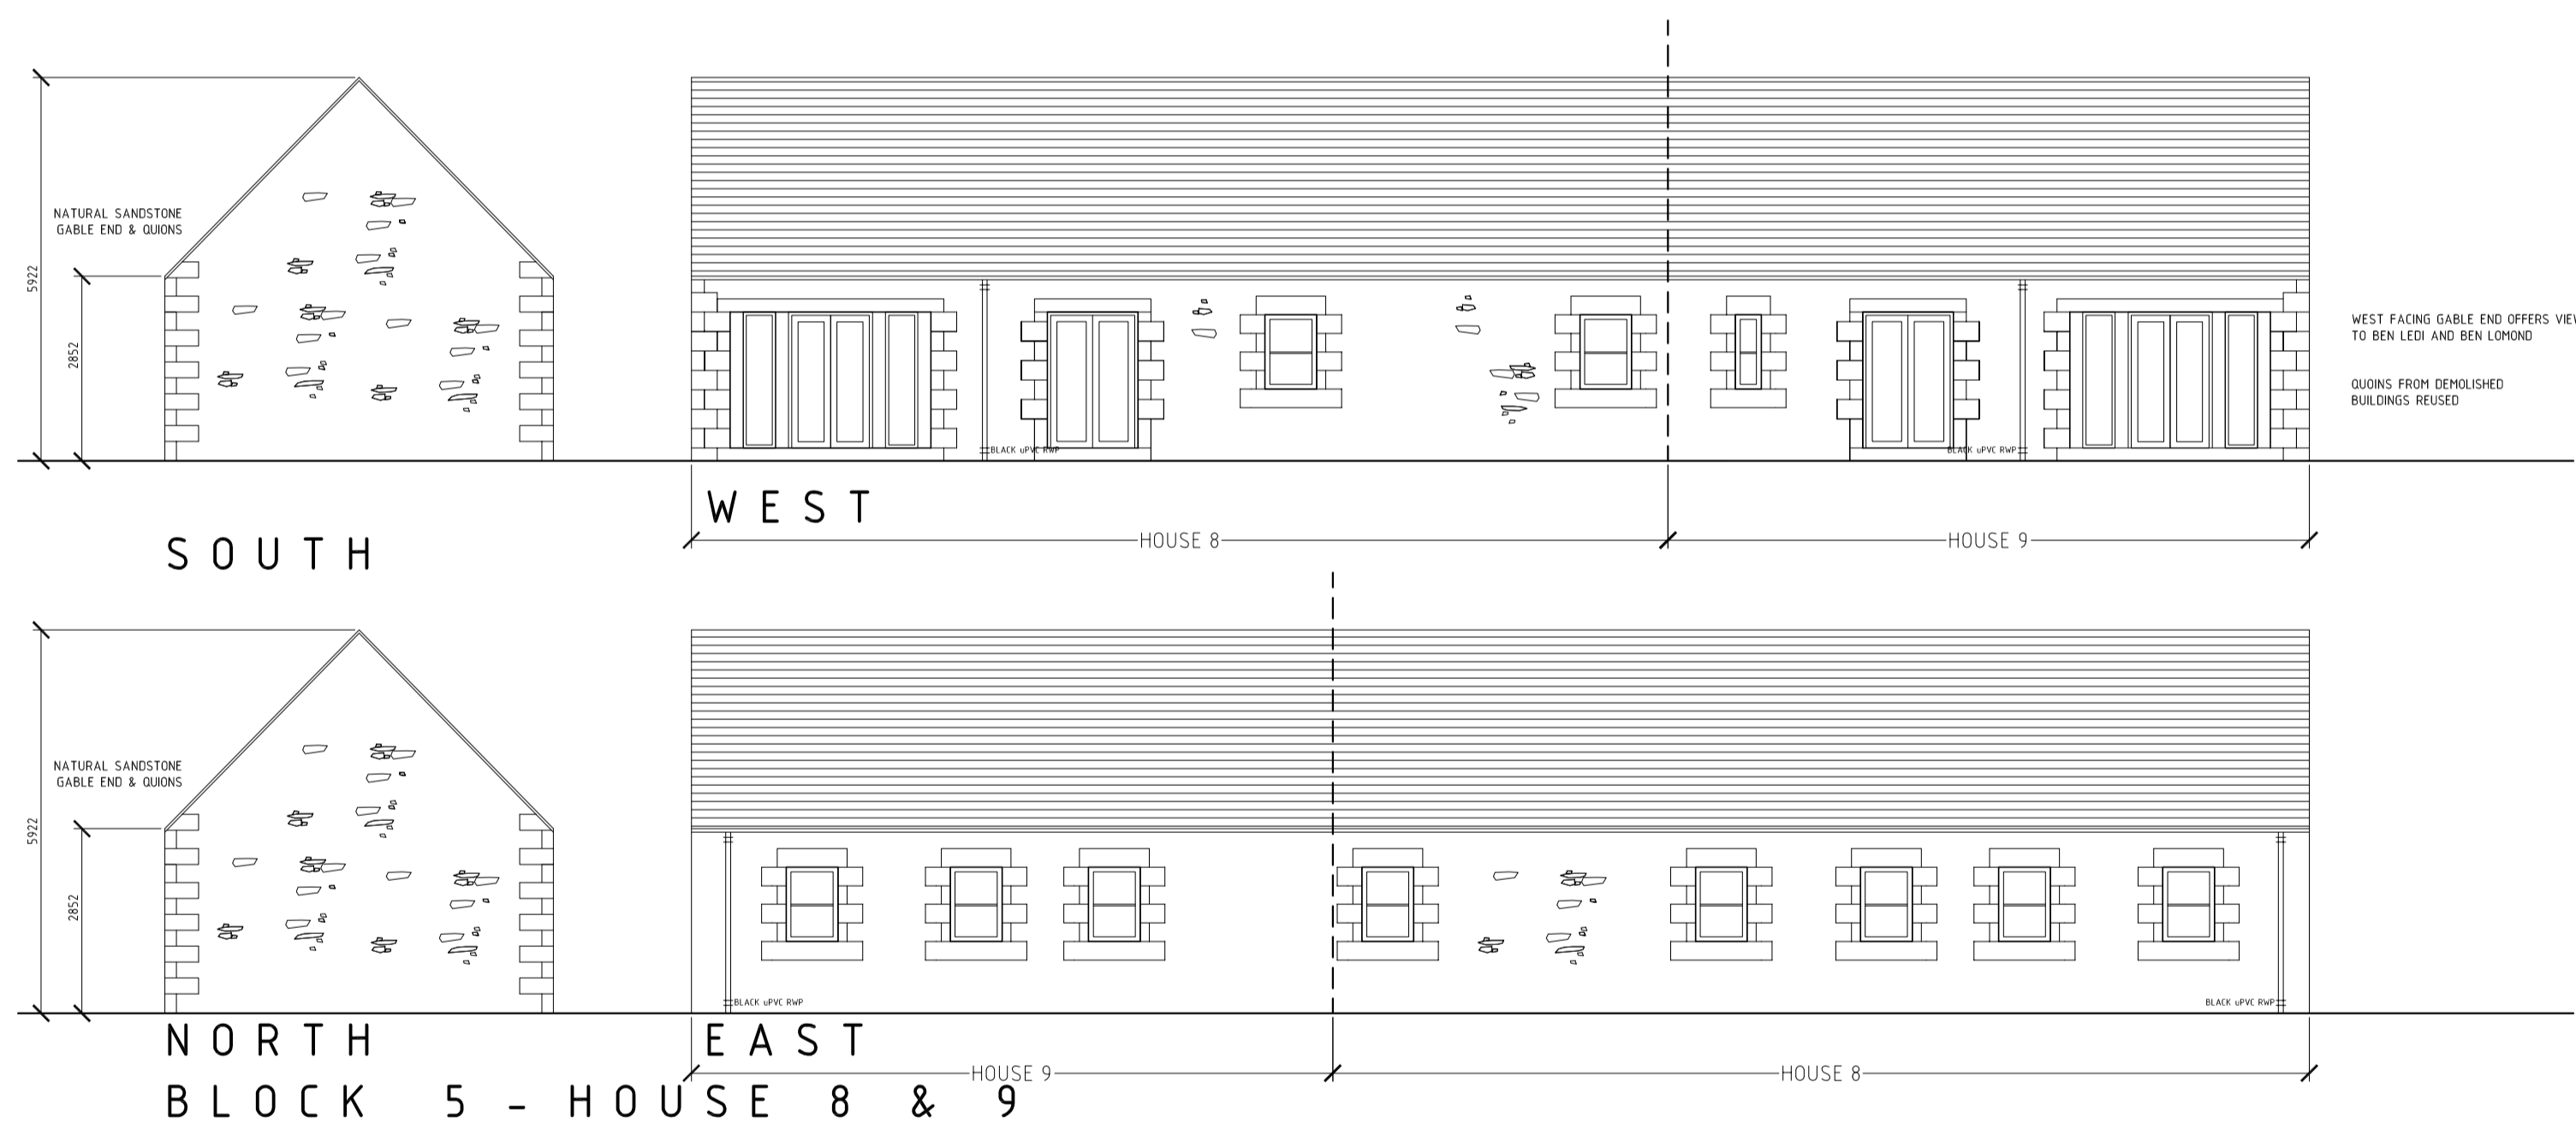 NATURAL SANDSTONE
GABLE END & QUIONS
5922
2852
BLACK uPVC RWP
BLACK uPVC RWP
WEST FACING GABLE END OFFERS
TO BEN LEDI AND BEN LOMOND
QUOINS FROM DEMOLISHED
BUILDINGS REUSED
WEST
SOUTH
HOUSE 8
HOUSE 9
NATURAL SANDSTONE
GABLE END & QUIONS
5922
2852
BLACK uPVC RWP
BLACK uPVC RWP
NORTH
EAST
HOUSE 9
HOUSE 8
BLOCK 5 - HOUSE 8 & 9